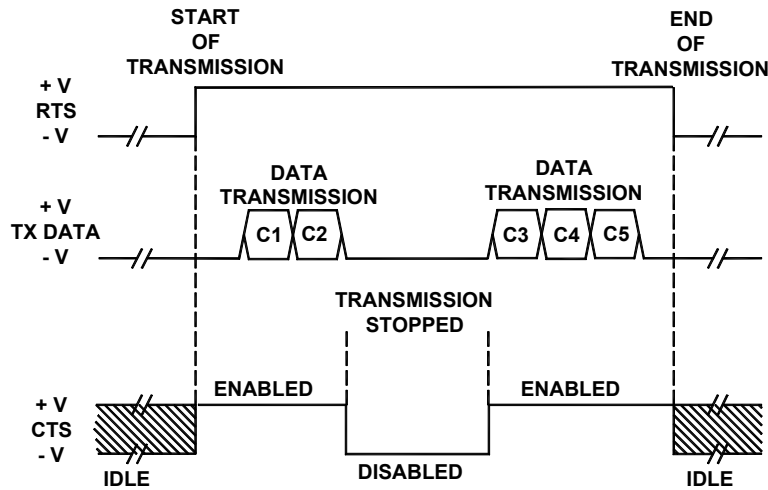 START
OF
TRANSMISSION
END
OF
TRANSMISSION
+ V
RTS
- V
DATA
TRANSMISSION
DATA
TRANSMISSION
+ V
TX DATA
- V
C1
C2
C3
C4
C5
TRANSMISSION
STOPPED
ENABLED
ENABLED
+ V
CTS
- V
IDLE
DISABLED
IDLE